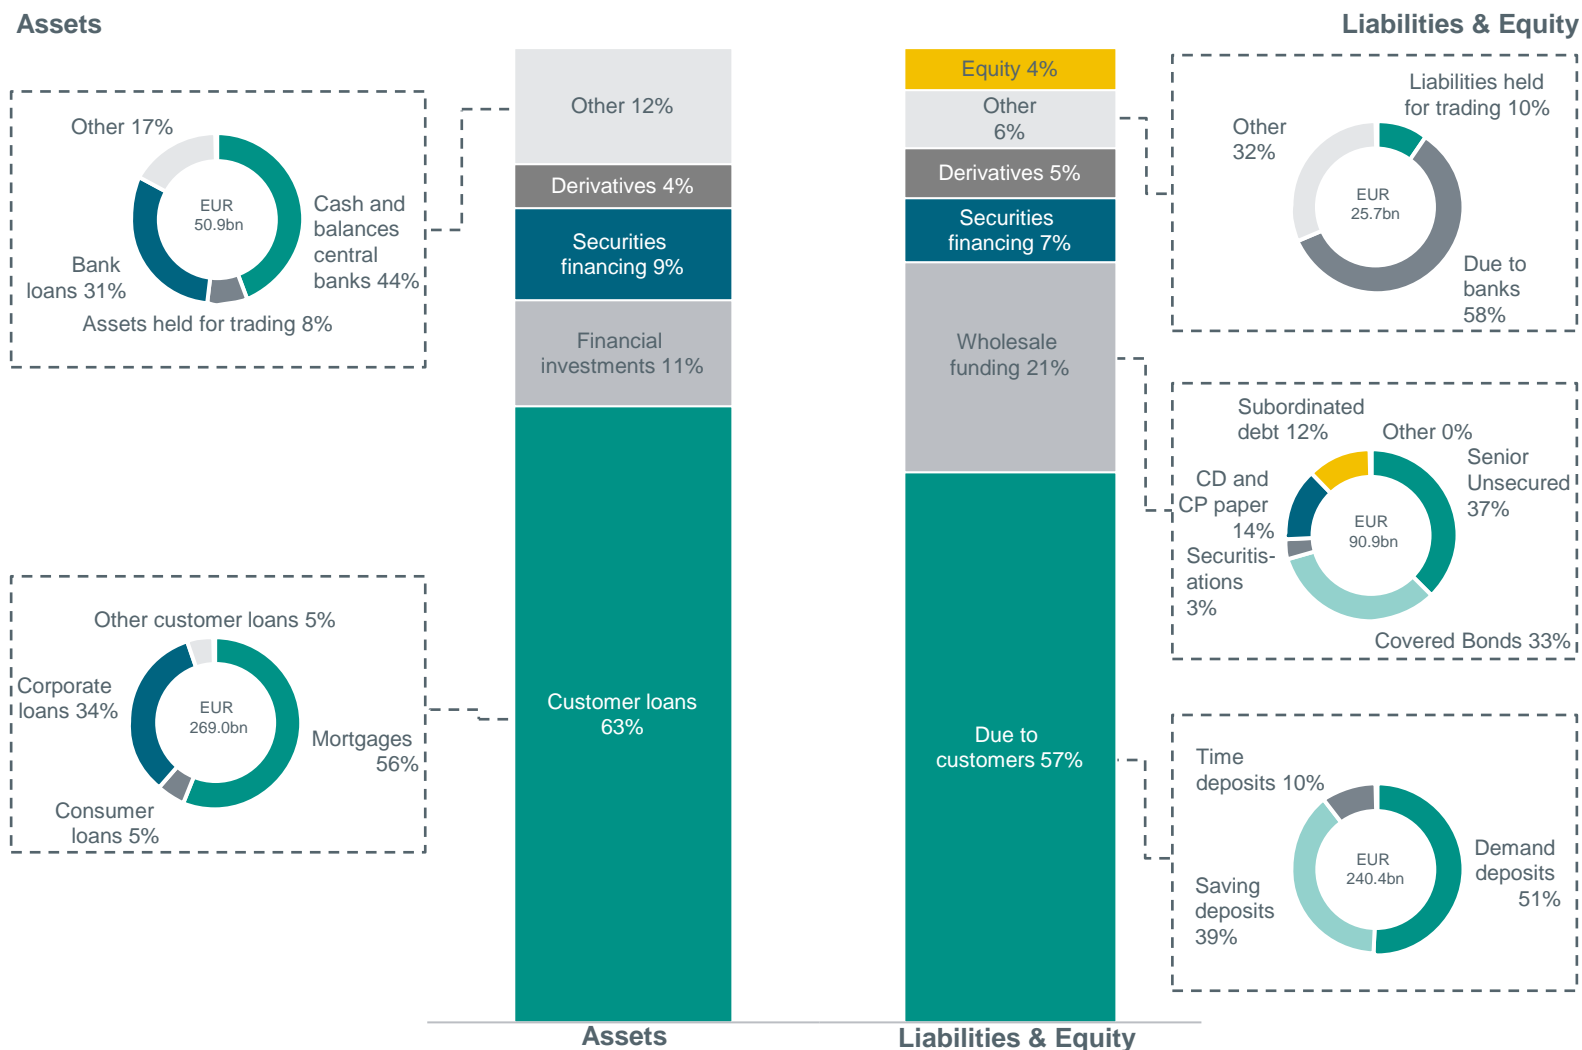 Assets
Liabilities & Equity
Other 17%
EUR
50.9bn
Cash and
balances
central
banks 44%
Bank
loans 31%
Assets held for trading 8%
Other customer loans 5%
Corporate
loans 34%
EUR
269.0bn
Mortgages
56%
Consumer
loans 5%
Other 12%
Derivatives 4%
Securities
financing 9%
Financial
investments 11%
Customer loans
63%
Assets
Equity 4%
Other
6%
Derivatives 5%
Securities
financing 7%
Wholesale
funding 21%
Due to
customers 57%
Liabilities & Equity
Liabilities held
for trading 10%
Other
32%
EUR
25.7bn
Due to
banks
58%
Subordinated
debt 12%
Other 0%
Senior
Unsecured
37%
CD and
CP paper
14%
EUR
90.9bn
Securitis-
ations
3%
Covered Bonds 33%
Time
deposits 10%
EUR
240.4bn
Demand
deposits
51%
Saving
deposits
39%